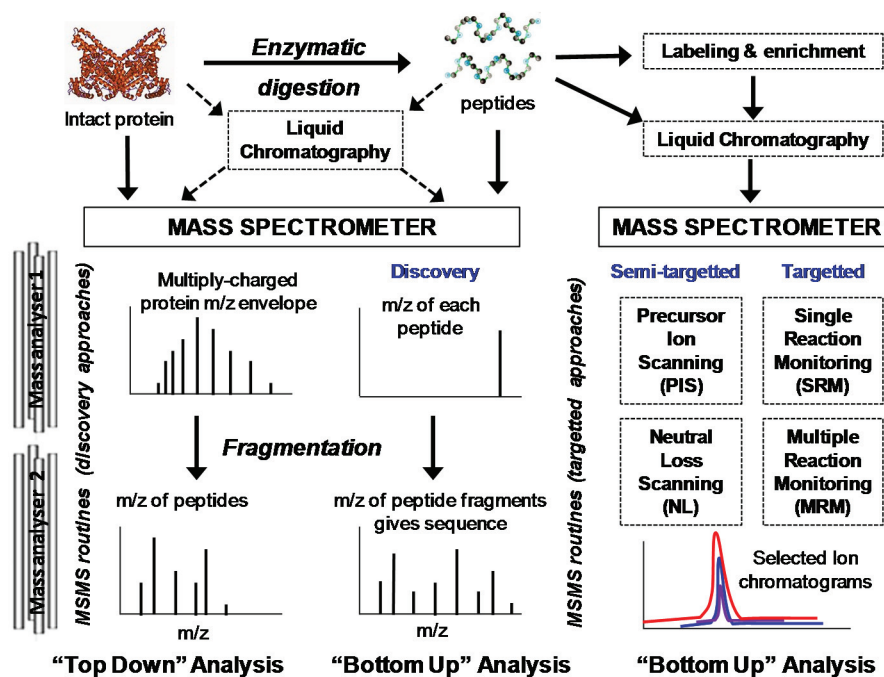 Enzymatic
digestion
Intact protein
peptides
Labeling & enrichment
Liquid
Chromatography
Liquid Chromatography
MASS SPECTROMETER
MASS SPECTROMETER
Mass analyser 1
Mass analyser 2
MSMS routines (discovery approaches)
Multiply-charged
protein m/z envelope
Discovery
m/z of each
peptide
Fragmentation
m/z of peptides
m/z of peptide fragments
gives sequence
m/z
m/z
MSMS routines (targetted approaches)
Semi-targetted
Targetted
Precursor
Ion
Scanning
(PIS)
Single
Reaction
Monitoring
(SRM)
Neutral
Loss
Scanning
(NL)
Multiple
Reaction
Monitoring
(MRM)
Selected Ion
chromatograms
“Top Down” Analysis
“Bottom Up” Analysis
“Bottom Up” Analysis